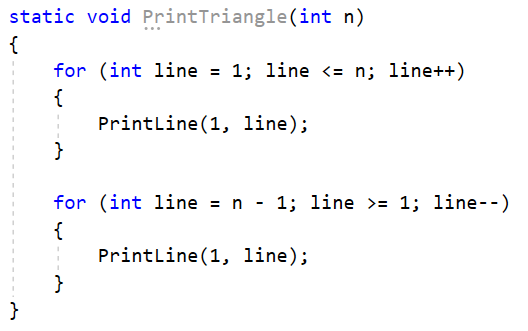 static void PrintTriangle(int n)
{
    for (int line = 1; line <= n; line++)
    {
        PrintLine(1, line);
    }

    for (int line = n - 1; line >= 1; line--)
    {
        PrintLine(1, line);
    }
}